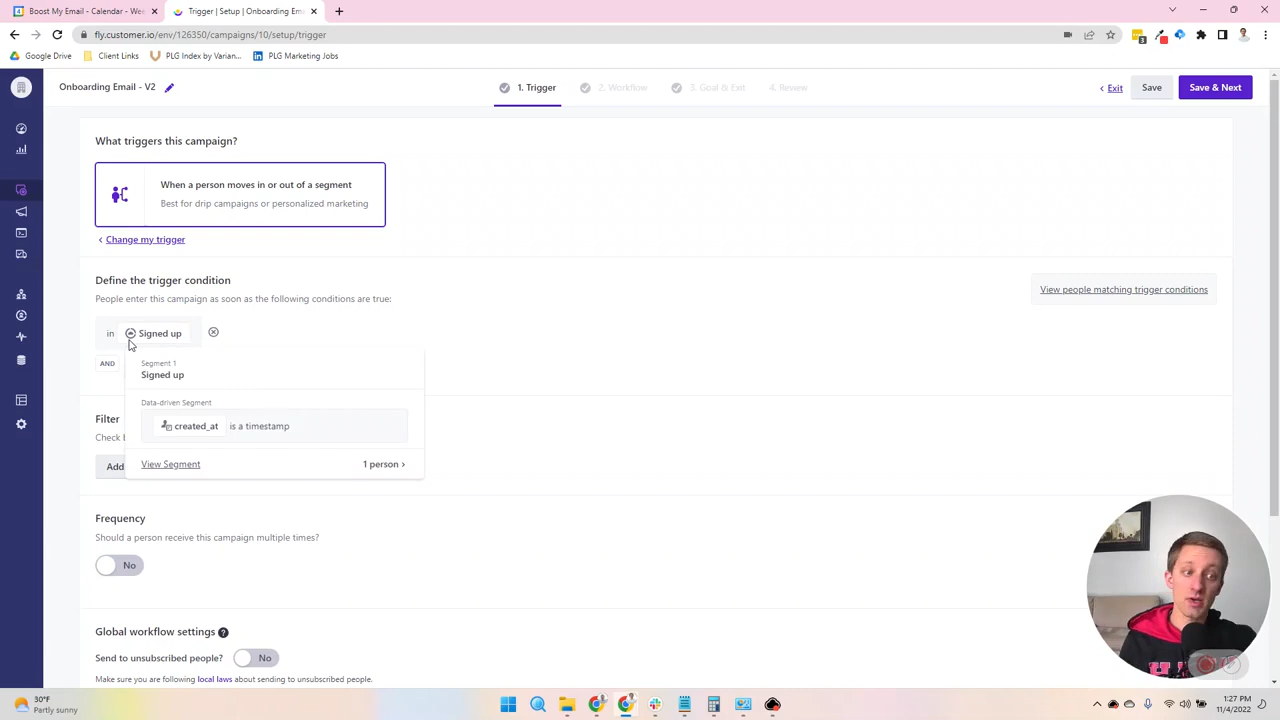 Boost My Email - Calendar - Wee
Trigger | Setup | Onboarding Emai
fly.customer.io/env/126350/campaigns/10/setup/trigger
3
Google Drive
Client Links
PLG Index by Varian...
PLG Marketing Jobs
Onboarding Email - V2
1. Trigger
2. Workflow
3. Goal & Exit
4. Review
‹ Exit
Save
Save & Next
What triggers this campaign?
When a person moves in or out of a segment
Best for drip campaigns or personalized marketing
‹ Change my trigger
Define the trigger condition
People enter this campaign as soon as the following conditions are true:
View people matching trigger conditions
in Signed up
AND
Segment 1
Signed up
Data-driven Segment
created_at is a timestamp
View Segment
1 person ›
Filter
Check
Add
Frequency
Should a person receive this campaign multiple times?
No
Global workflow settings ?
Send to unsubscribed people? No
Make sure you are following local laws about sending to unsubscribed people.
30°F
Partly sunny
1:27 PM
11/4/2022